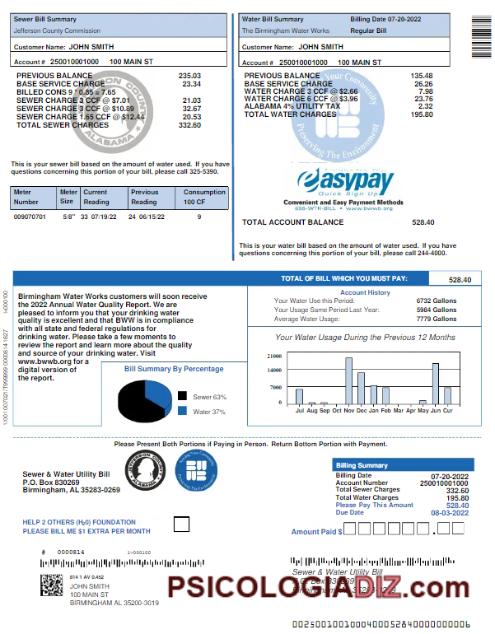 Sewer Bill Summary
Jefferson County Commission
Customer Name: JOHN SMITH
Account # 250010001000 100 MAIN ST
PREVIOUS BALANCE 235.03
BASE SERVICE CHARGE 23.34
BILLED CONS 9 * 0.85 = 7.65
SEWER CHARGE 3 CCF @ $7.01 21.03
SEWER CHARGE 3 CCF @ $10.89 32.67
SEWER CHARGE 1.65 CCF @ $12.44 20.53
TOTAL SEWER CHARGES 332.60
JEFFERSON COUNTY
ALABAMA
This is your sewer bill based on the amount of water used. If you have
questions concerning this portion of your bill, please call 325-5390.
Meter Number Meter Size Current Reading Previous Reading Consumption 100 CF
009070701 5/8" 33 07/19/22 24 06/15/22 9
Water Bill Summary Billing Date 07-20-2022
The Birmingham Water Works Regular Bill
Customer Name: JOHN SMITH
Account # 250010001000 100 MAIN ST
PREVIOUS BALANCE 135.48
BASE SERVICE CHARGE 26.26
WATER CHARGE 3 CCF @ $2.66 7.98
WATER CHARGE 6 CCF @ $3.96 23.76
ALABAMA 4% UTILITY TAX 2.32
TOTAL WATER CHARGES 195.80
Preserving The Environment
easypay
Quick Sign Up
Convenient and Easy Payment Methods
TOTAL ACCOUNT BALANCE 528.40
This is your water bill based on the amount of water used. If you have
questions concerning this portion of your bill, please call 244-4000.
TOTAL OF BILL WHICH YOU MUST PAY: 528.40
Birmingham Water Works customers will soon receive
the 2022 Annual Water Quality Report. We are
pleased to inform you that your drinking water
quality is excellent and that BWW is in compliance
with all state and federal regulations for
drinking water. Please take a few moments to
review the report and learn more about the quality
and source of your drinking water. Visit
www.bwwb.org for a
digital version of
the report.
Bill Summary By Percentage
Sewer 63%
Water 37%
Account History
Your Water Use this Period: 6732 Gallons
Your Usage Same Period Last Year: 5984 Gallons
Average Water Usage: 7779 Gallons
Your Water Usage During the Previous 12 Months
21000
14000
7000
0
Jul Aug Sep Oct Nov Dec Jan Feb Mar Apr May Jun Cur
Please Present Both Portions if Paying in Person. Return Bottom Portion with Payment.
Sewer & Water Utility Bill
P.O. Box 830269
Birmingham, AL 35283-0269
HELP 2 OTHERS (H₂0) FOUNDATION
PLEASE BILL ME $1 EXTRA PER MONTH
Billing Summary
Billing Date 07-20-2022
Account Number 250010001000
Total Sewer Charges 332.60
Total Water Charges 195.80
Please Pay This Amount 528.40
Due Date 08-03-2022
Amount Paid $
# 0000814
JOHN SMITH
100 MAIN ST
BIRMINGHAM AL 35200-3019
Sewer & Water Utility Bill
PSICOLOGIADIZ.com